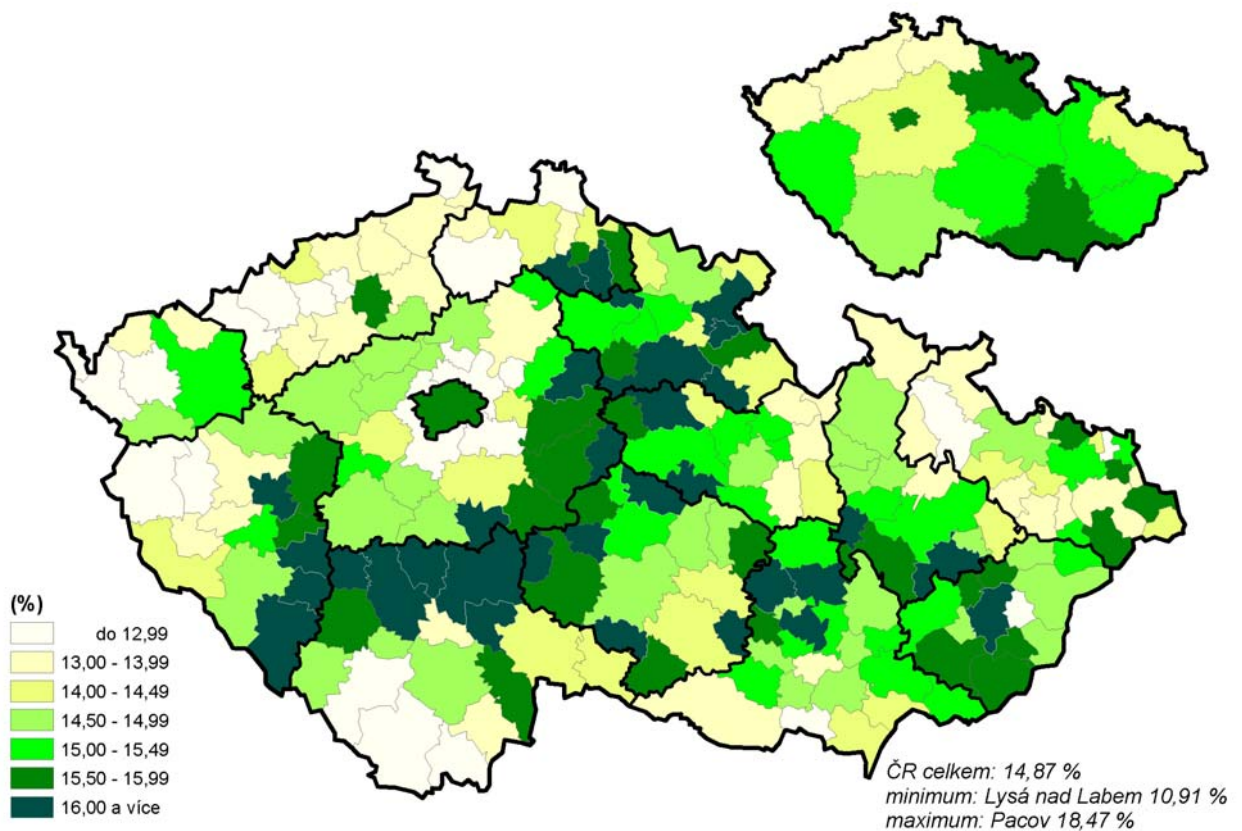 (%)
do 12,99
13,00 - 13,99
14,00 - 14,49
14,50 - 14,99
15,00 - 15,49
15,50 - 15,99
16,00 a více
ČR celkem: 14,87 %
minimum: Lysá nad Labem 10,91 %
maximum: Pacov 18,47 %